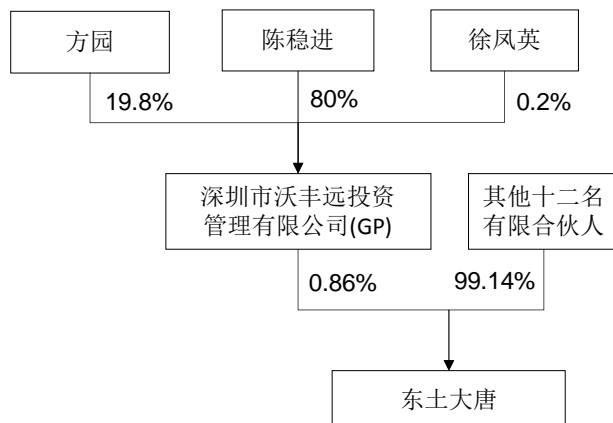 方园
陈稳进
徐凤英
19.8%
80%
0.2%
深圳市沃丰远投资
管理有限公司(GP)
其他十二名
有限合伙人
0.86%
99.14%
东土大唐